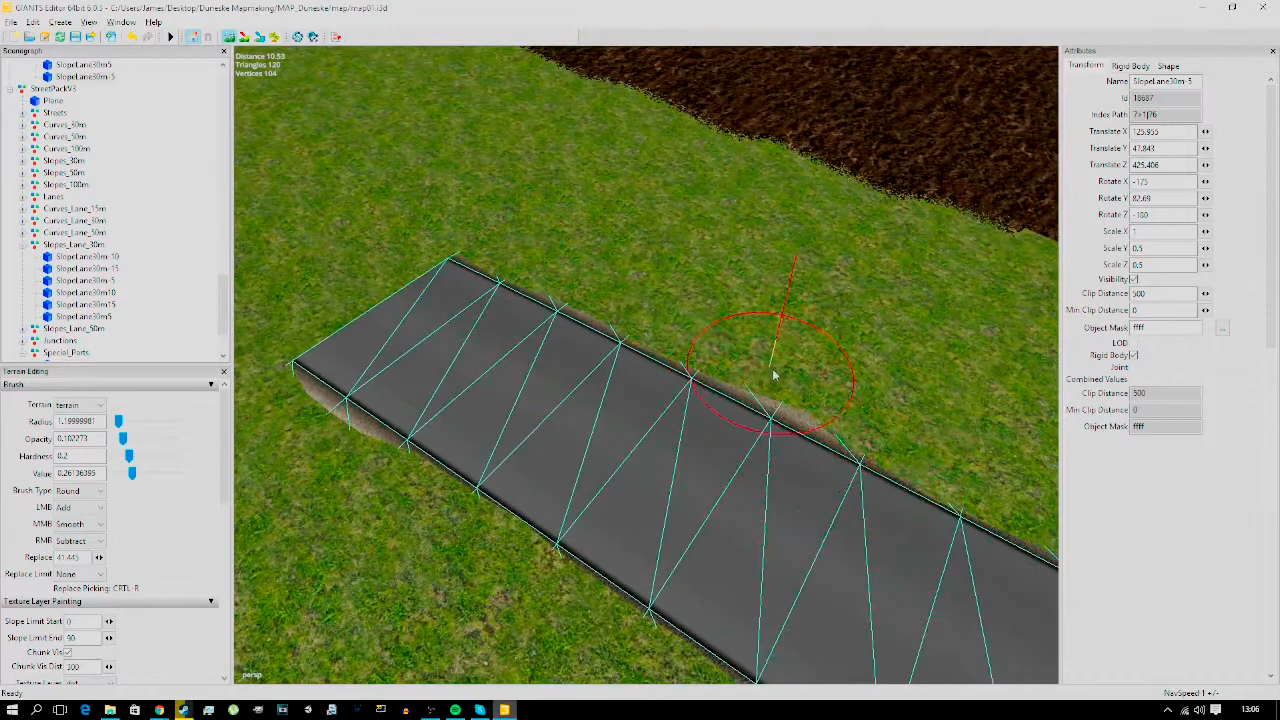 GIANTS Editor 64bit 6.0.3 - C:/Users/James/Desktop/Duneske Mapmaking/MAP_Duneske/map/map01.i3d
File
Scenegraph
SlopeLane30m5
SlopeLane30m-5
StreetPackV3
Plane
Streets
Curves_30m
Curves_50m
Curves_100m
Slopes_30m
Slopes_50m
Slopes_100m
Lanes
Curves_Lane_15m
Curves_Lane_30m
Curves_Lane_50m
Slopes_Lane_30m
SlopeLane30m-10
SlopeLane30m-15
SlopeLane30m-5
SlopeLane30m10
SlopeLane30m15
SlopeLane30m5
Slopes_Lane_50m
Junctions
Special_Parts
Terrain Editing
Brush
Terrain terrain
Radius 1.19999981
Opacity 0.102273
Hardness 0.2
Value 0.26136395
Brush Type Round
LMB Add
MMB Smooth
RMB Subtract
Replace 41.445
Replace Limit None
Replace Picking: CRTL-R
Texture Layer Painting
Slope Limit Start 0
Slope Limit End 90
Chunk Vis
Chunk Vis Dist 300
Distance 10.53
Triangles 120
Vertices 104
persp
Attributes
Transform Rigid Body Shape
Name SlopeLane30m-5
Id 18687
Index Path 7>1|76
Translate X 125.955
Translate Y 47.843
Translate Z 425.406
Rotate X -175
Rotate Y 82.69
Rotate Z -180
Scale X 1
Scale Y 0.5
Scale Z 0.5
Visibility
Clip Distance 500
Min Clip Distance 0
Object Mask ffff ...
LOD
Rigid Body
Joint
Combined Values
Clip Distance 500
Min Clip Distance 0
Object Mask ffff
Ready
NavSpeed 1 +/-
13:06